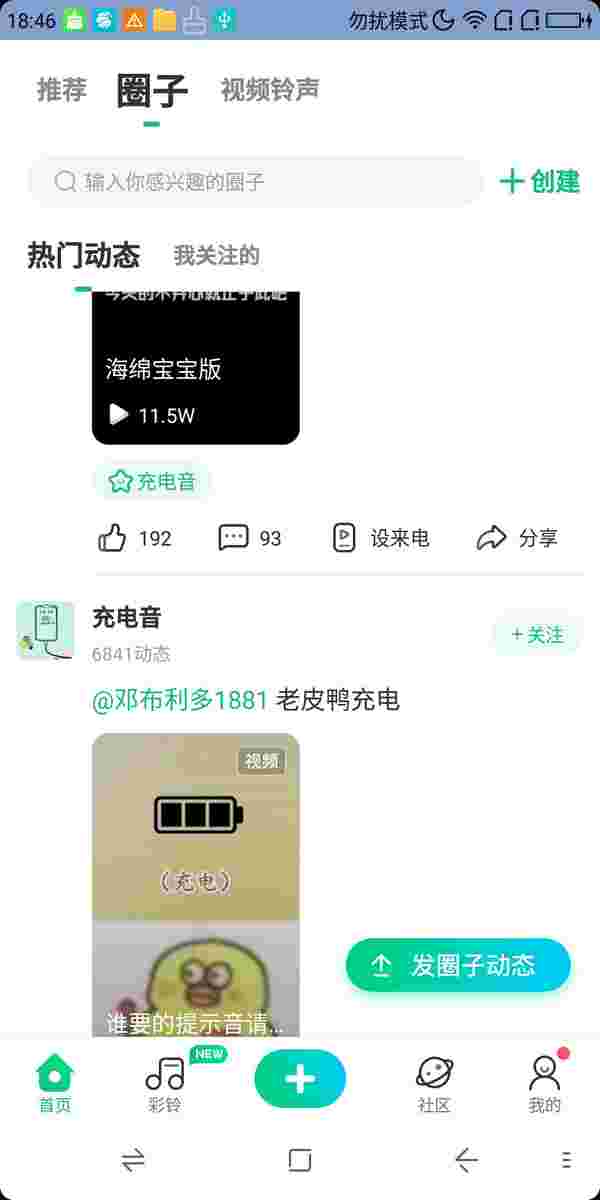 18:46 勿扰模式
推荐 圈子 视频铃声
输入你感兴趣的圈子 创建
热门动态 我关注的
海绵宝宝版
11.5W
充电音
192 93 设来电 分享
充电音
6841动态
+关注
@邓布利多1881 老皮鸭充电
视频
（充电）
发圈子动态
谁要的提示音请...
NEW
首页 彩铃 社区 我的